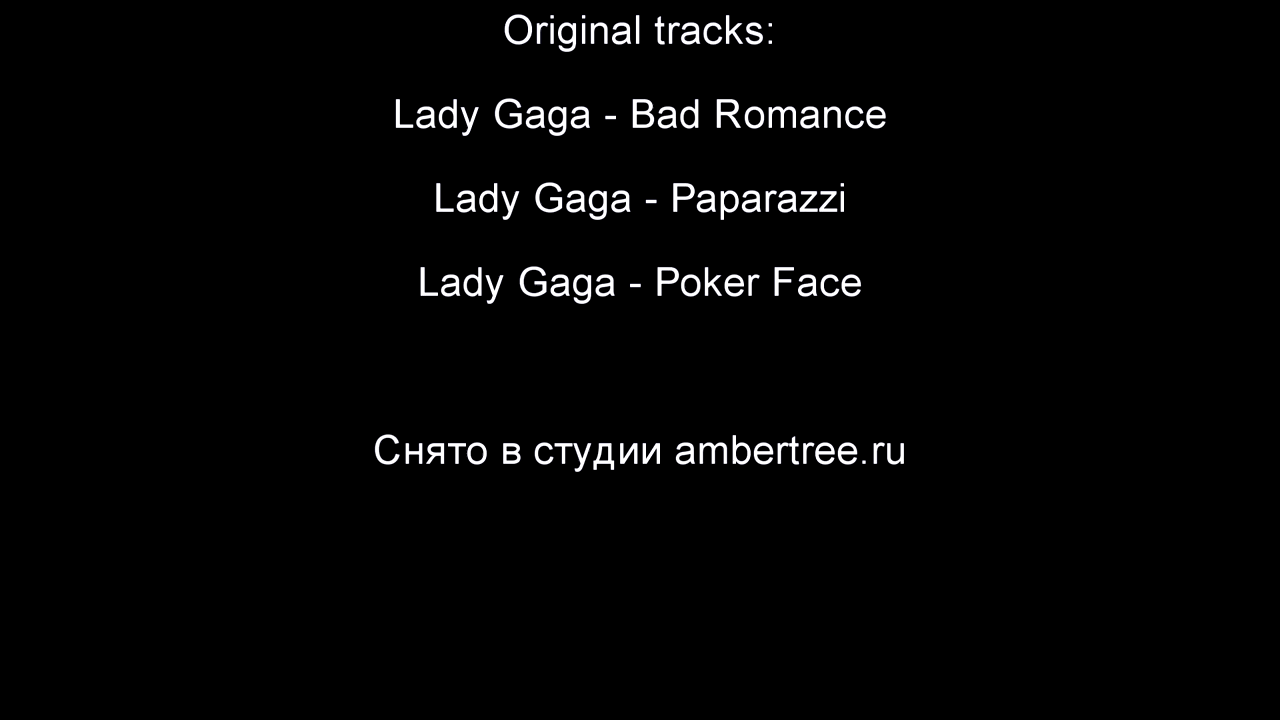 Original tracks:
Lady Gaga - Bad Romance
Lady Gaga - Paparazzi
Lady Gaga - Poker Face
Снято в студии ambertree.ru